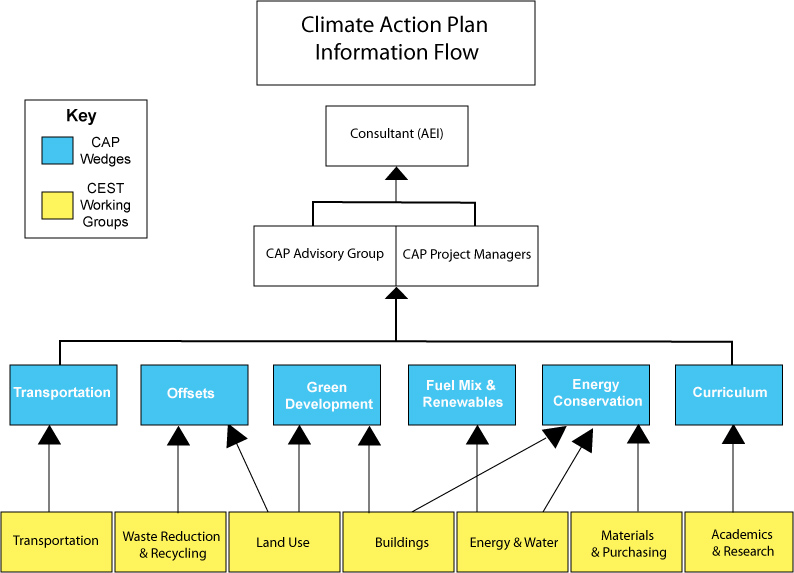 Climate Action Plan
Information Flow
Key
CAP
Wedges
CEST
Working
Groups
Consultant (AEI)
CAP Advisory Group
CAP Project Managers
Transportation
Offsets
Green
Development
Fuel Mix &
Renewables
Energy
Conservation
Curriculum
Transportation
Waste Reduction
& Recycling
Land Use
Buildings
Energy & Water
Materials
& Purchasing
Academics
& Research